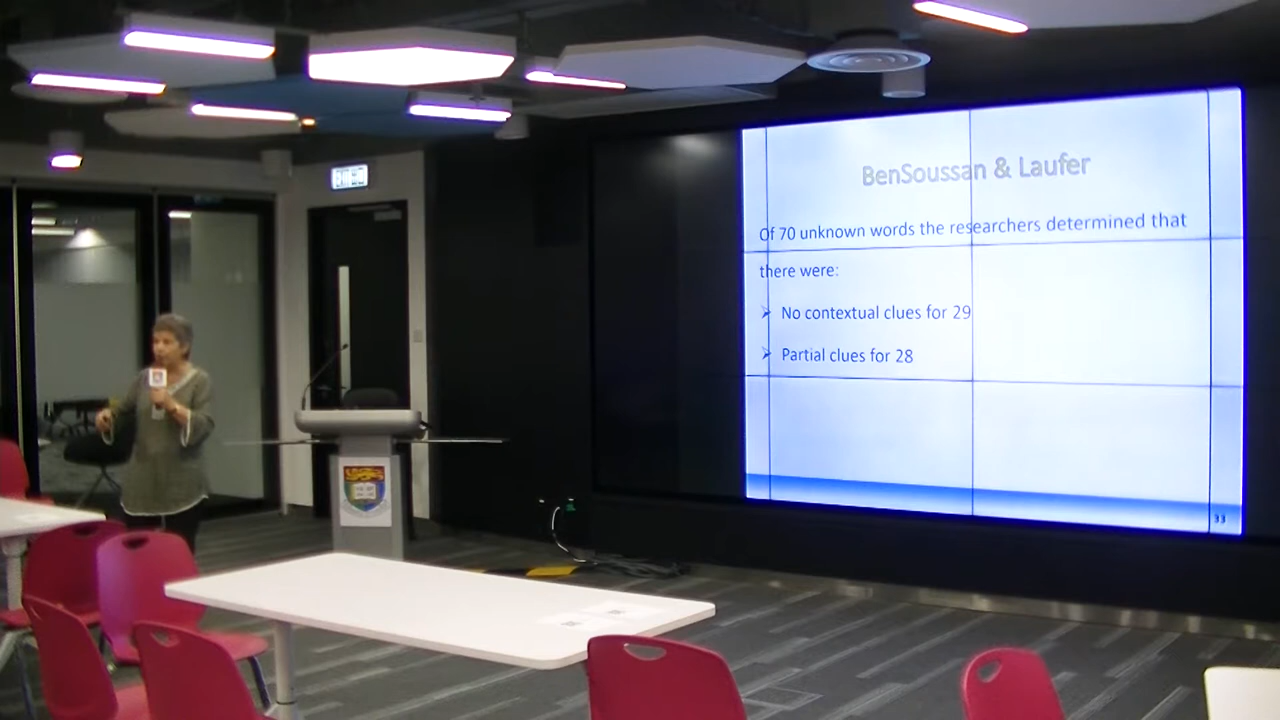 BenSoussan & Laufer
Of 70 unknown words the researchers determined that
there were:
➢ No contextual clues for 29
➢ Partial clues for 28
33